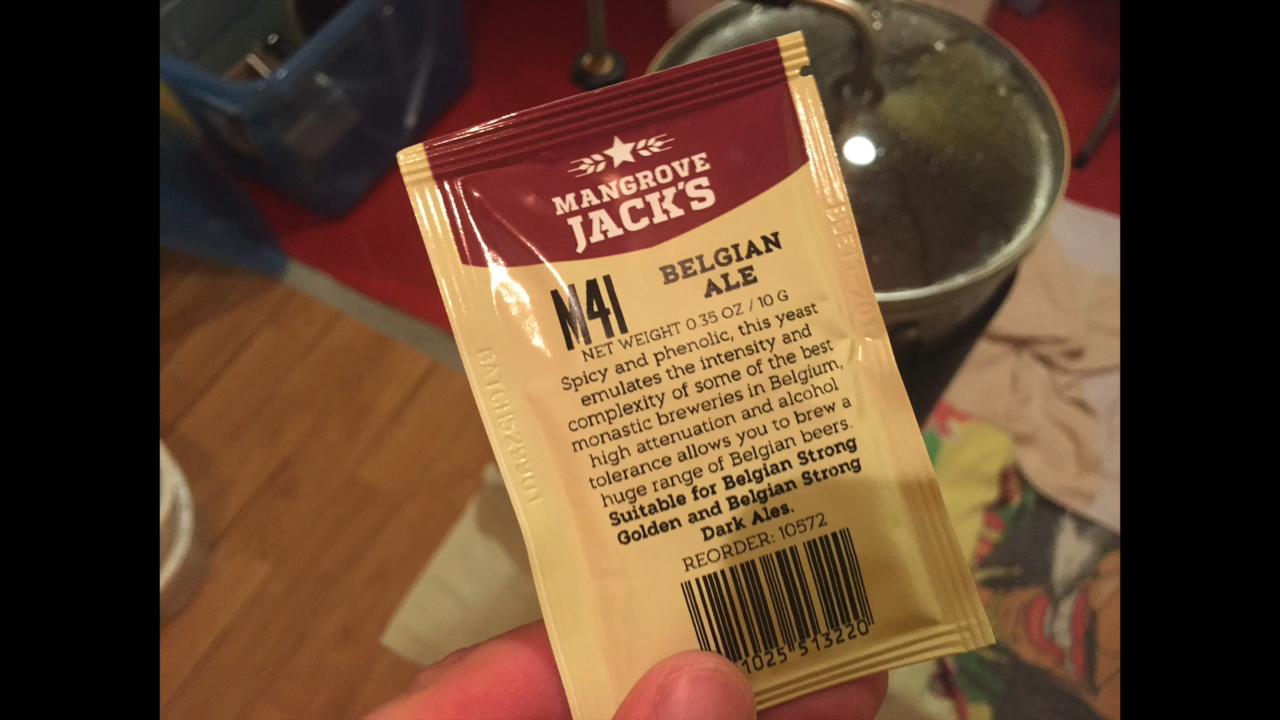 MANGROVE
JACK'S
M41
BELGIAN
ALE
NET WEIGHT 0.35 OZ / 10 G
Spicy and phenolic, this yeast
emulates the intensity and
complexity of some of the best
monastic breweries in Belgium,
high attenuation and alcohol
tolerance allows you to brew a
huge range of Belgian beers.
Suitable for Belgian Strong
Golden and Belgian Strong
Dark Ales.
REORDER: 10572
1025 513220